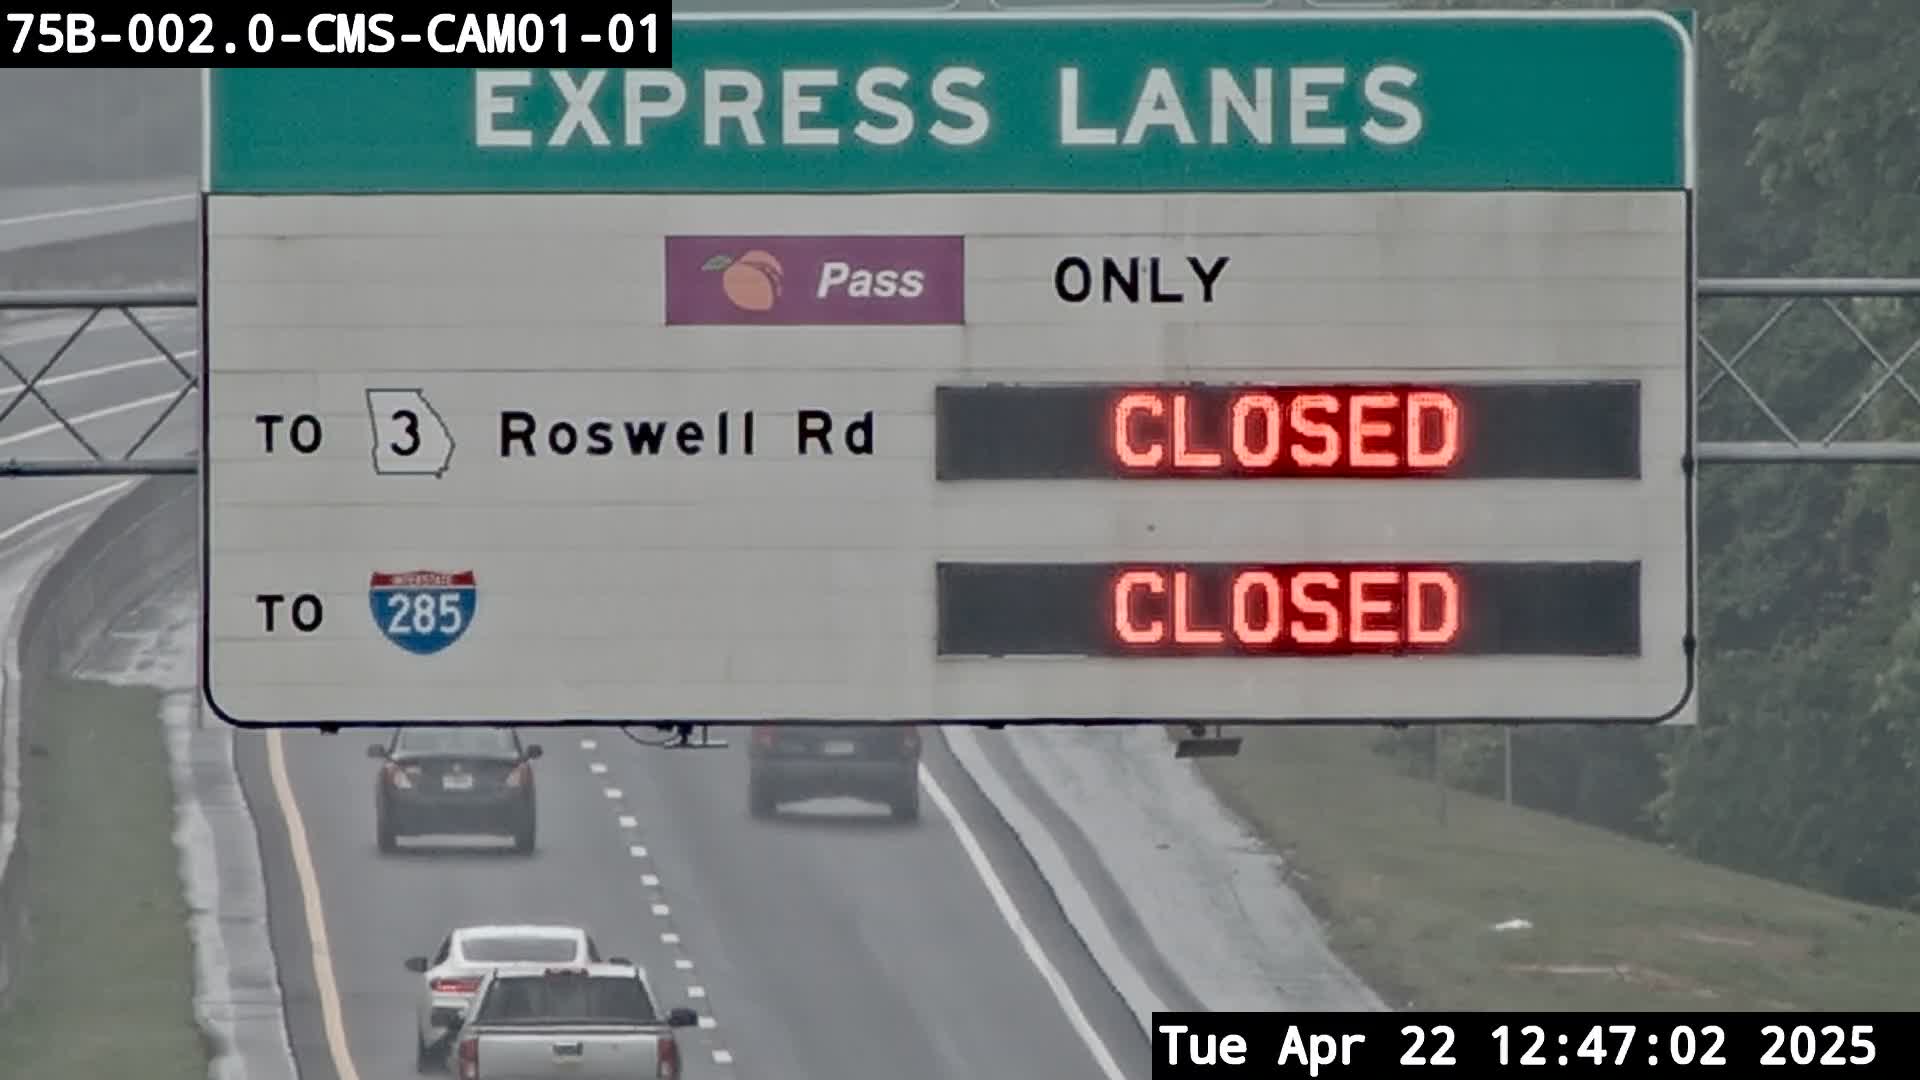 75B-002.0-CMS-CAM01-01
EXPRESS LANES
Pass ONLY
TO 3 Roswell Rd CLOSED
TO INTERSTATE 285 CLOSED
Tue Apr 22 12:47:02 2025